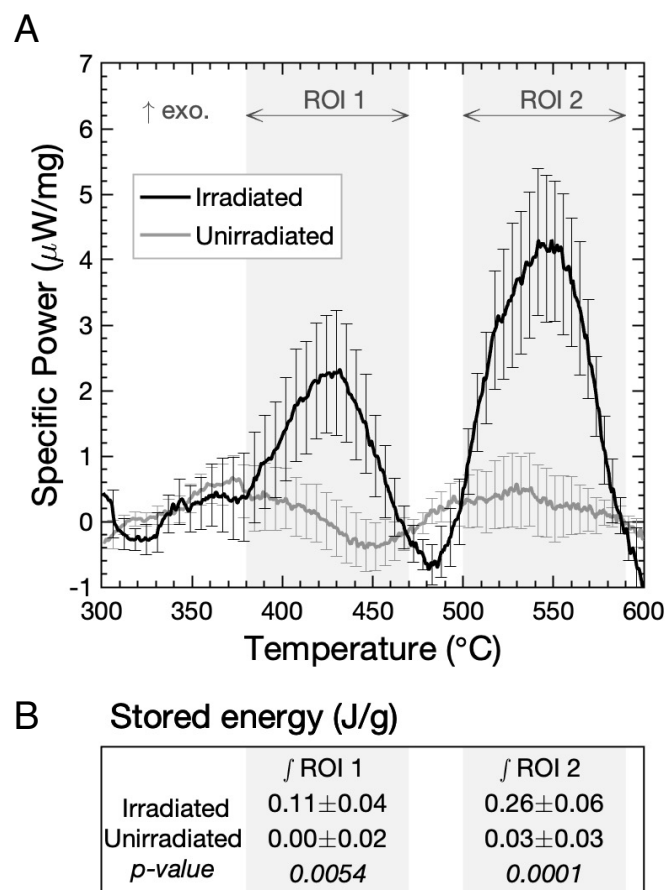 A
7
6
5
4
3
2
1
0
-1
Specific Power (μW/mg)
↑ exo.
ROI 1
ROI 2
Irradiated
Unirradiated
300 350 400 450 500 550 600
Temperature (°C)
B Stored energy (J/g)
∫ ROI 1 ∫ ROI 2
Irradiated 0.11±0.04 0.26±0.06
Unirradiated 0.00±0.02 0.03±0.03
p-value 0.0054 0.0001